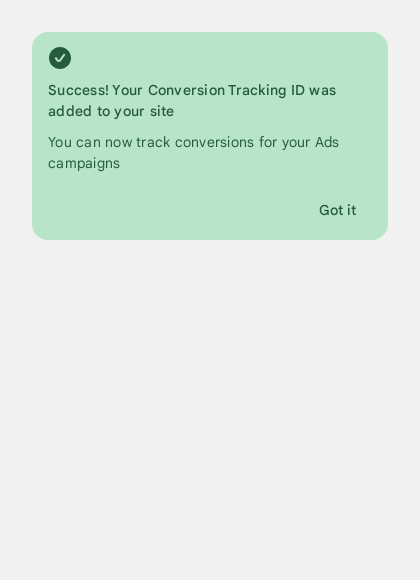 Success! Your Conversion Tracking ID was
added to your site
You can now track conversions for your Ads
campaigns
Got it